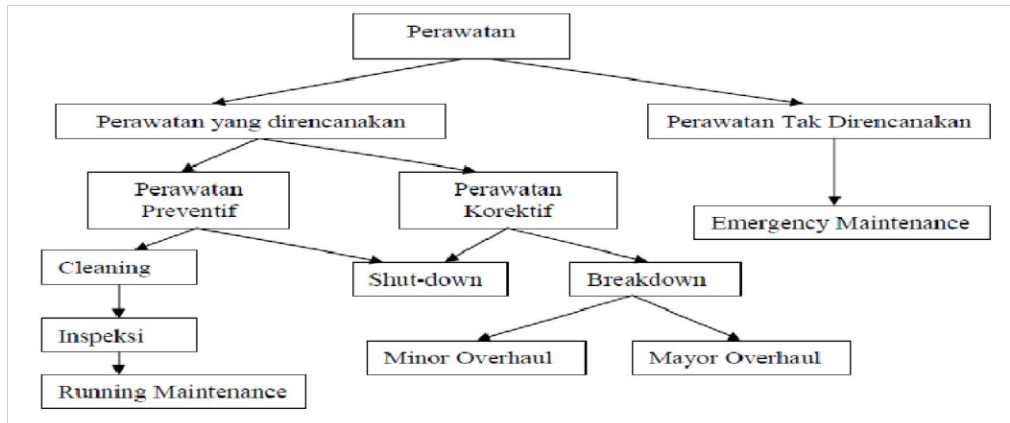 Perawatan
Perawatan yang direncanakan
Perawatan Tak Direncanakan
Perawatan
Preventif
Perawatan
Korektif
Emergency Maintenance
Cleaning
Shut-down
Breakdown
Inspeksi
Minor Overhaul
Mayor Overhaul
Running Maintenance